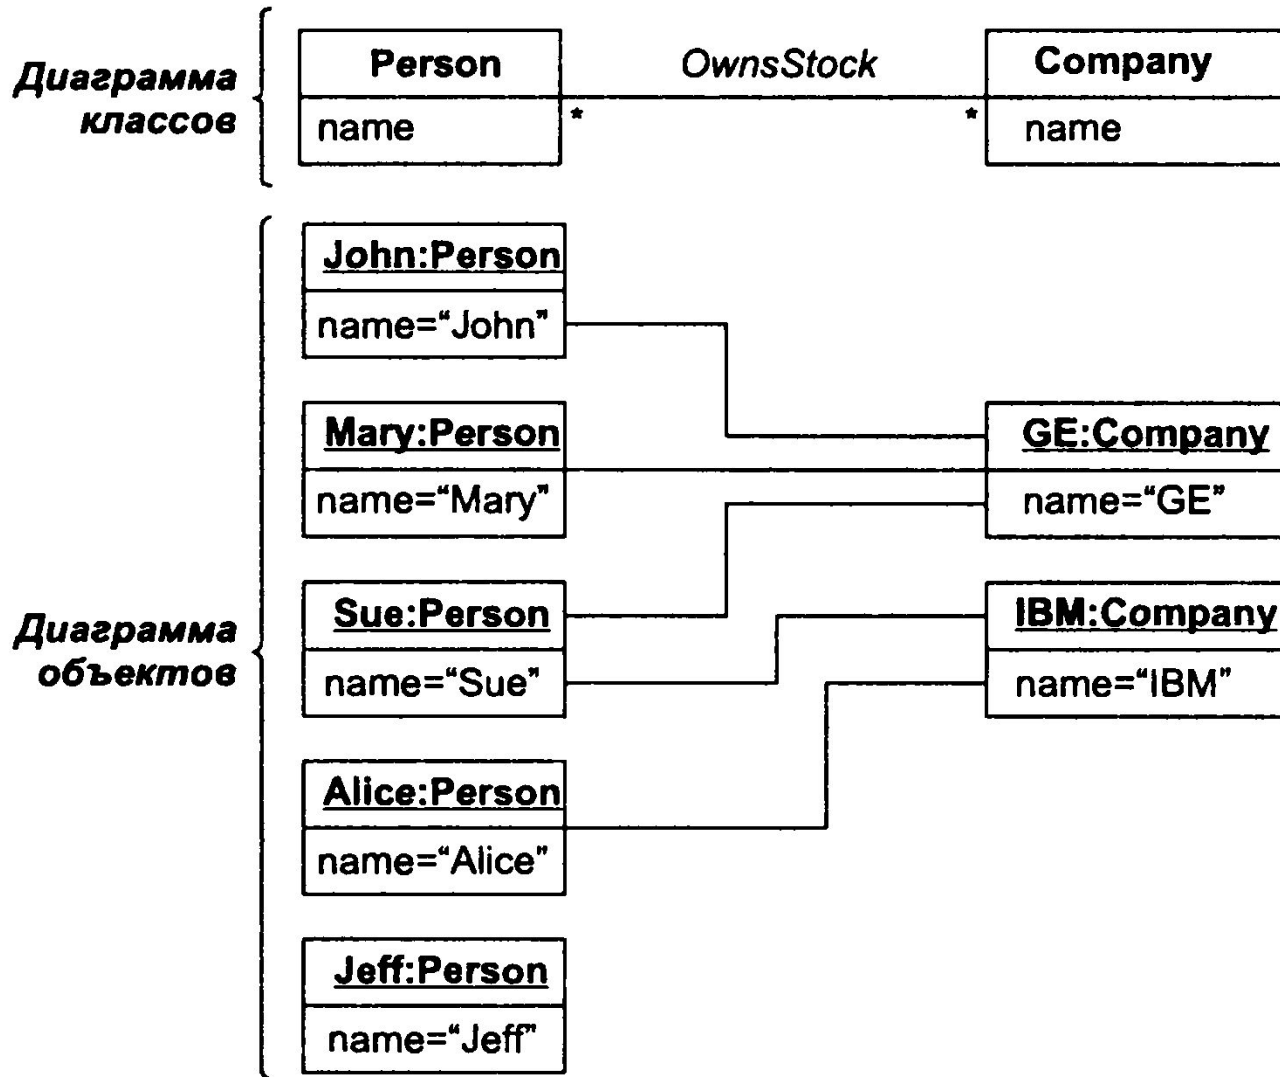 Диаграмма
классов
Person
name
OwnsStock
*
*
Company
name
Диаграмма
объектов
John:Person
name=“John”
Mary:Person
name=“Mary”
Sue:Person
name=“Sue”
Alice:Person
name=“Alice”
Jeff:Person
name=“Jeff”
GE:Company
name=“GE”
IBM:Company
name=“IBM”